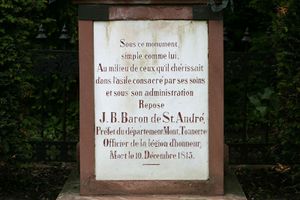 Sous ce monument,
simple comme lui,
Au milieu de ceux qu'il chérissait
dans l'asile consacré par ses soins
et sous son administration
Repose
J. B. Baron de St. André,
Préfet du département Mont Tonnerre
Officier de la légion d'honneur,
Mort le 10. Décembre 1813.